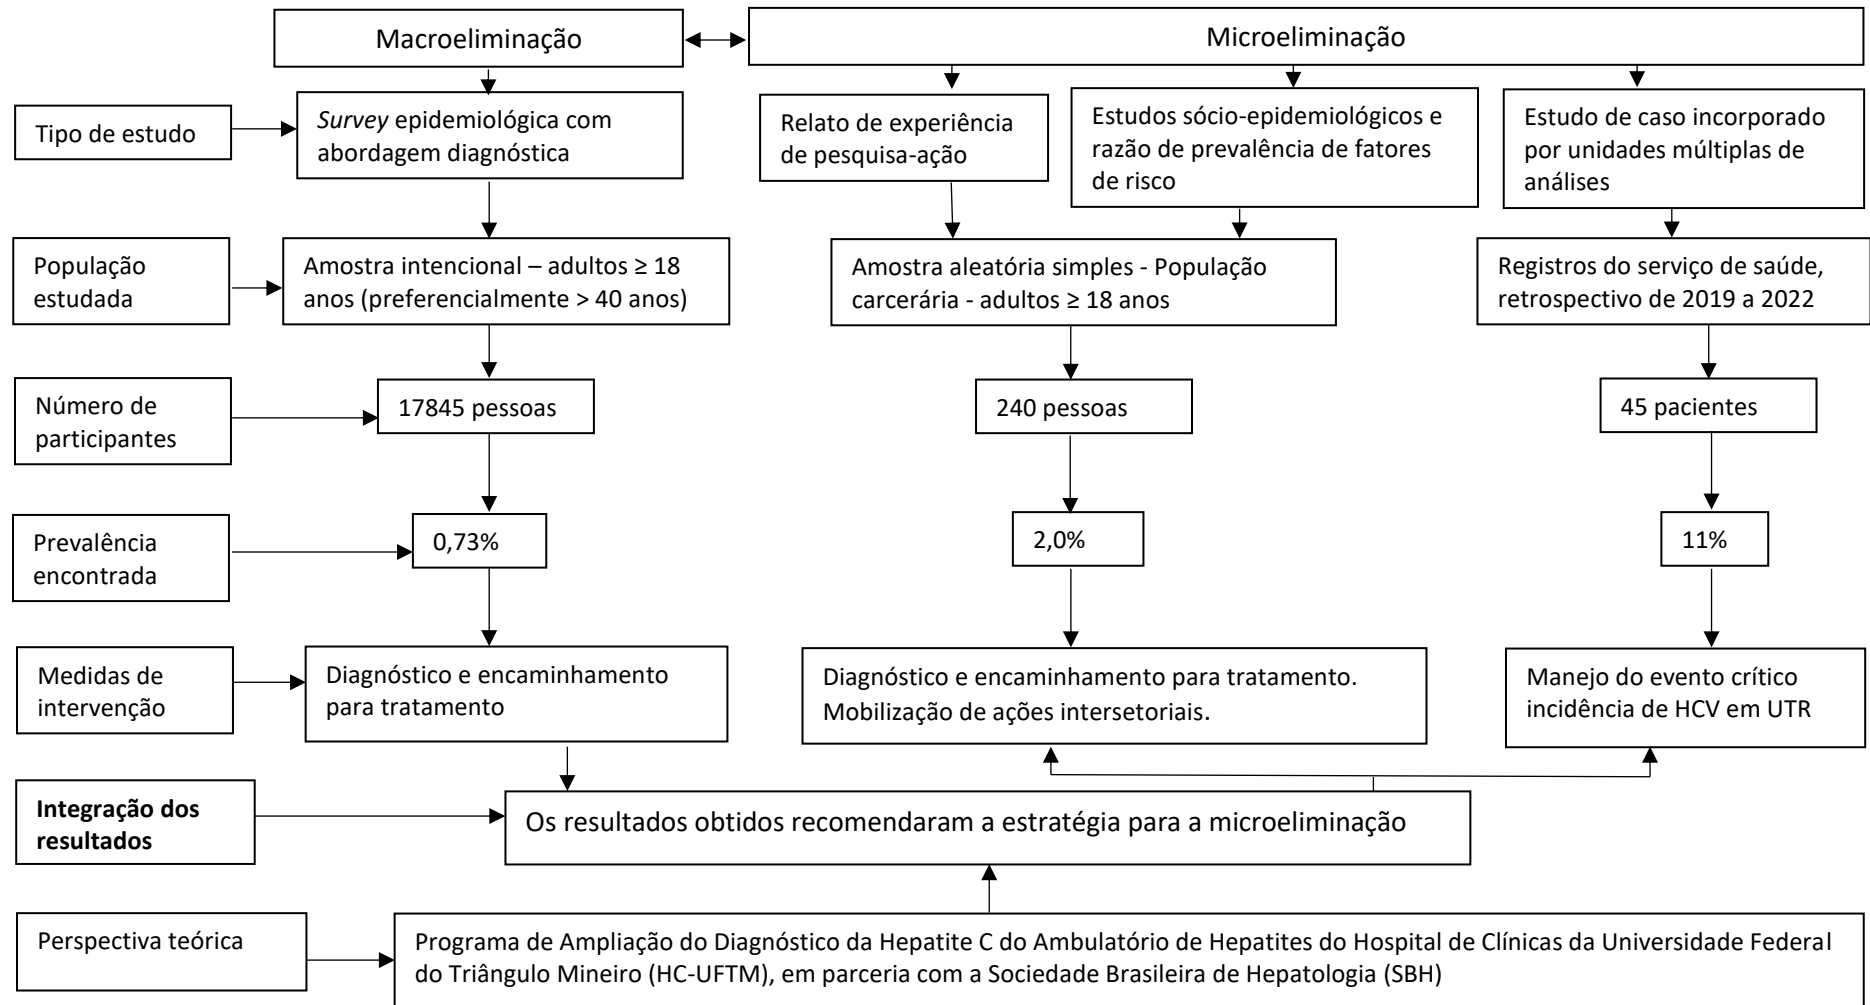 Macroeliminação
Microeliminação
Tipo de estudo
Survey epidemiológica com
abordagem diagnóstica
Relato de experiência
de pesquisa-ação
Estudos sócio-epidemiológicos e
razão de prevalência de fatores
de risco
Estudo de caso incorporado
por unidades múltiplas de
análises
População
estudada
Amostra intencional – adultos ≥ 18
anos (preferencialmente > 40 anos)
Amostra aleatória simples - População
carcerária - adultos ≥ 18 anos
Registros do serviço de saúde,
retrospectivo de 2019 a 2022
Número de
participantes
17845 pessoas
240 pessoas
45 pacientes
Prevalência
encontrada
0,73%
2,0%
11%
Medidas de
intervenção
Diagnóstico e encaminhamento
para tratamento
Diagnóstico e encaminhamento para tratamento.
Mobilização de ações intersetoriais.
Manejo do evento crítico
incidência de HCV em UTR
Integração dos
resultados
Os resultados obtidos recomendaram a estratégia para a microeliminação
Perspectiva teórica
Programa de Ampliação do Diagnóstico da Hepatite C do Ambulatório de Hepatites do Hospital de Clínicas da Universidade Federal
do Triângulo Mineiro (HC-UFTM), em parceria com a Sociedade Brasileira de Hepatologia (SBH)